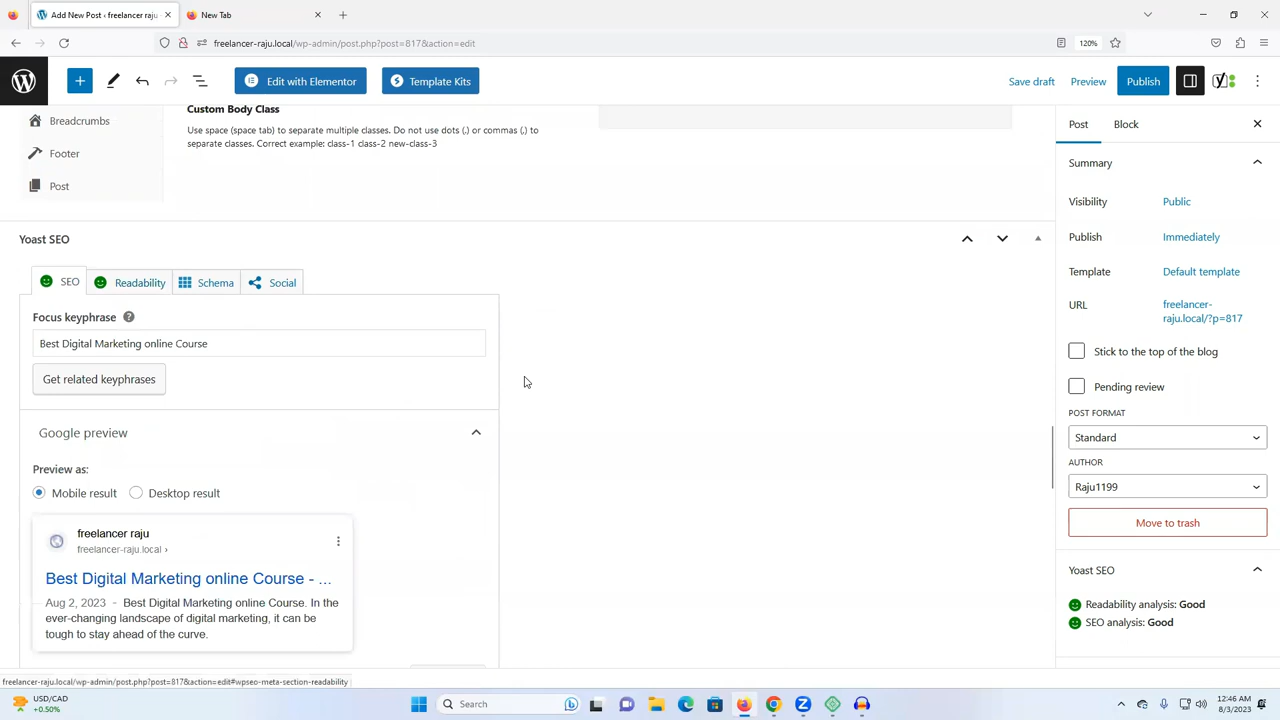 Add New Post ‹ freelancer raju
New Tab
freelancer-raju.local/wp-admin/post.php?post=817&action=edit
120%
Edit with Elementor
Template Kits
Save draft
Preview
Publish
Breadcrumbs
Footer
Post
Custom Body Class
Use space (space tab) to separate multiple classes. Do not use dots (.) or commas (,) to
separate classes. Correct example: class-1 class-2 new-class-3
Yoast SEO
SEO
Readability
Schema
Social
Focus keyphrase
Best Digital Marketing online Course
Get related keyphrases
Google preview
Preview as:
Mobile result
Desktop result
freelancer raju
freelancer-raju.local ›
Best Digital Marketing online Course - ...
Aug 2, 2023 - Best Digital Marketing online Course. In the
ever-changing landscape of digital marketing, it can be
tough to stay ahead of the curve.
Post
Block
Summary
Visibility
Public
Publish
Immediately
Template
Default template
URL
freelancer-
raju.local/?p=817
Stick to the top of the blog
Pending review
POST FORMAT
Standard
AUTHOR
Raju1199
Move to trash
Yoast SEO
Readability analysis: Good
SEO analysis: Good
freelancer-raju.local/wp-admin/post.php?post=817&action=edit#wpseo-meta-section-readability
USD/CAD
+0.50%
Search
12:46 AM
8/3/2023